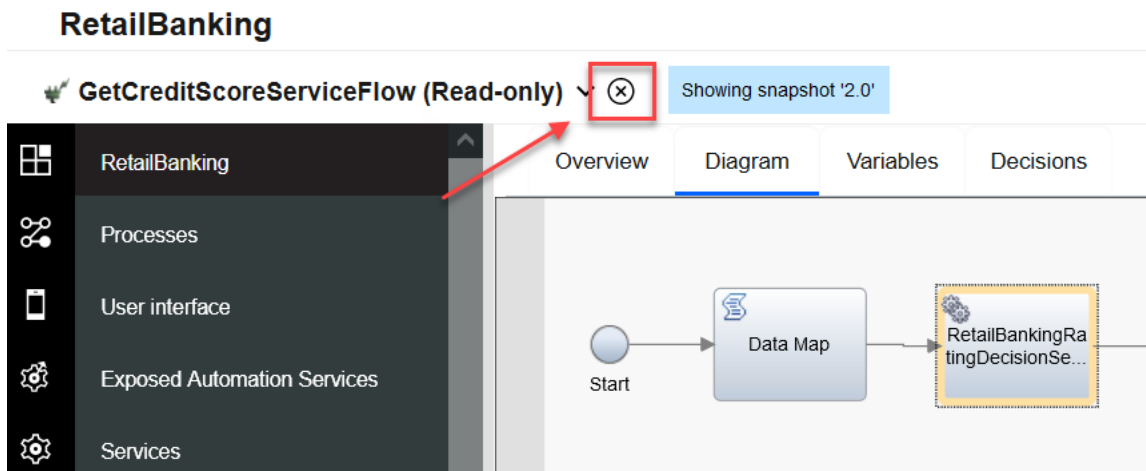 RetailBanking
GetCreditScoreServiceFlow (Read-only)
Showing snapshot '2.0'
RetailBanking
Processes
User interface
Exposed Automation Services
Services
Overview
Diagram
Variables
Decisions
Start
Data Map
RetailBankingRa
tingDecisionSe...